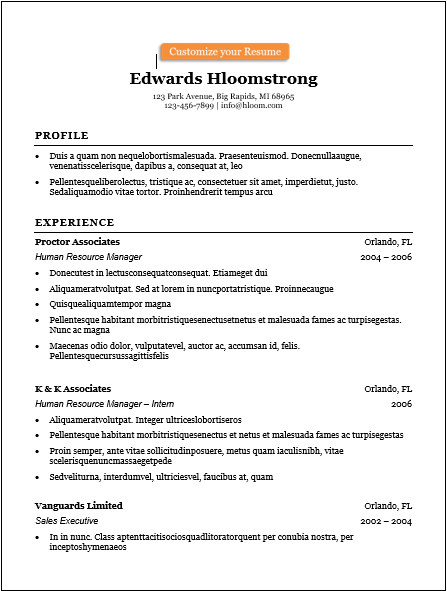 Customize your Resume
Edwards Hloomstrong
123 Park Avenue, Big Rapids, MI 68965
123-456-7899 | info@hloom.com
PROFILE
• Duis a quam non nequelobortismalesuada. Praesenteuismod. Donecnullaaugue,
venenatisscelerisque, dapibus a, consequat at, leo
• Pellentesqueliberolectus, tristique ac, consectetuer sit amet, imperdietut, justo.
Sedaliquamodio vitae tortor. Proinhendrerit tempus arcu
EXPERIENCE
Proctor Associates Orlando, FL
Human Resource Manager 2004 – 2006
• Donecutest in lectusconsequatconsequat. Etiameget dui
• Aliquameratvolutpat. Sed at lorem in nuncportatristique. Proinnecaugue
• Quisquealiquamtempor magna
• Pellentesque habitant morbitristiquesenectusetnetus et malesuada fames ac turpisegestas.
Nunc ac magna
• Maecenas odio dolor, vulputatevel, auctor ac, accumsan id, felis.
Pellentesquecursussagittisfelis
K & K Associates Orlando, FL
Human Resource Manager – Intern 2006
• Aliquameratvolutpat. Integer ultriceslobortiseros
• Pellentesque habitant morbitristiquesenectus et netus et malesuada fames ac turpisegestas
• Proin semper, ante vitae sollicitudinposuere, metus quam iaculisnibh, vitae
scelerisquenuncmassaegetpede
• Sedveliturna, interdumvel, ultriciesvel, faucibus at, quam
Vanguards Limited Orlando, FL
Sales Executive 2002 – 2004
• In in nunc. Class aptenttacitisociosquadlitoratorquent per conubia nostra, per
inceptoshymenaeos